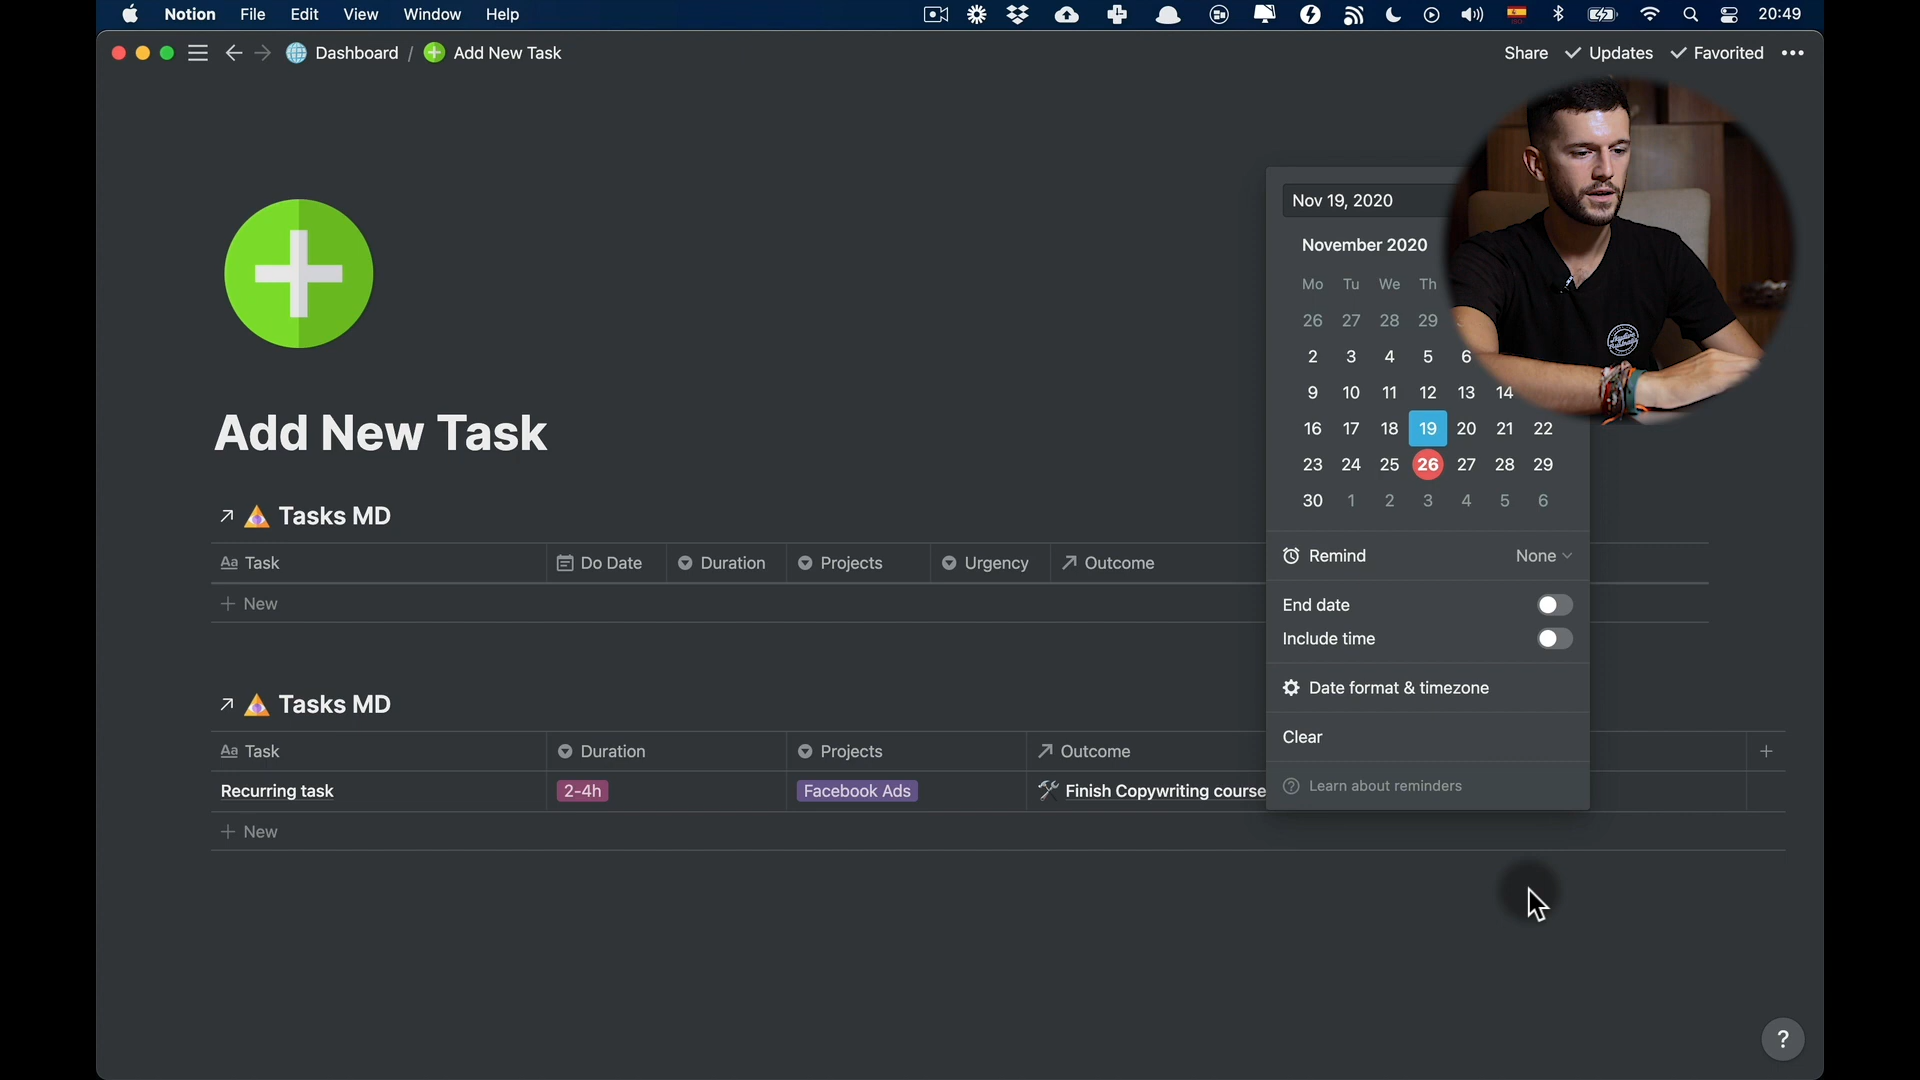 Notion File Edit View Window Help 20:49
Dashboard / Add New Task Share Updates Favorited
Nov 19, 2020
November 2020
Mo Tu We Th
26 27 28 29
2 3 4 5 6
9 10 11 12 13 14
16 17 18 19 20 21 22
23 24 25 26 27 28 29
30 1 2 3 4 5 6
Remind None
End date
Include time
Date format & timezone
Clear
Learn about reminders
Add New Task
Tasks MD
Aa Task Do Date Duration Projects Urgency Outcome
+ New
Tasks MD
Aa Task Duration Projects Outcome +
Recurring task 2-4h Facebook Ads Finish Copywriting course
+ New
?